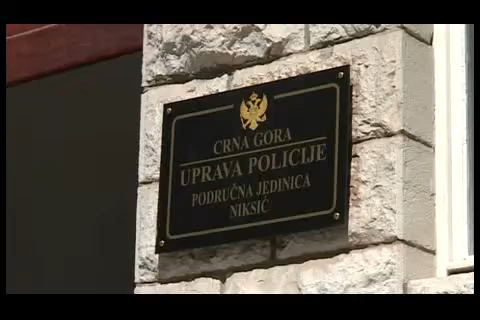 CRNA GORA
UPRAVA POLICIJE
PODRUČNA JEDINICA
NIKSIĆ